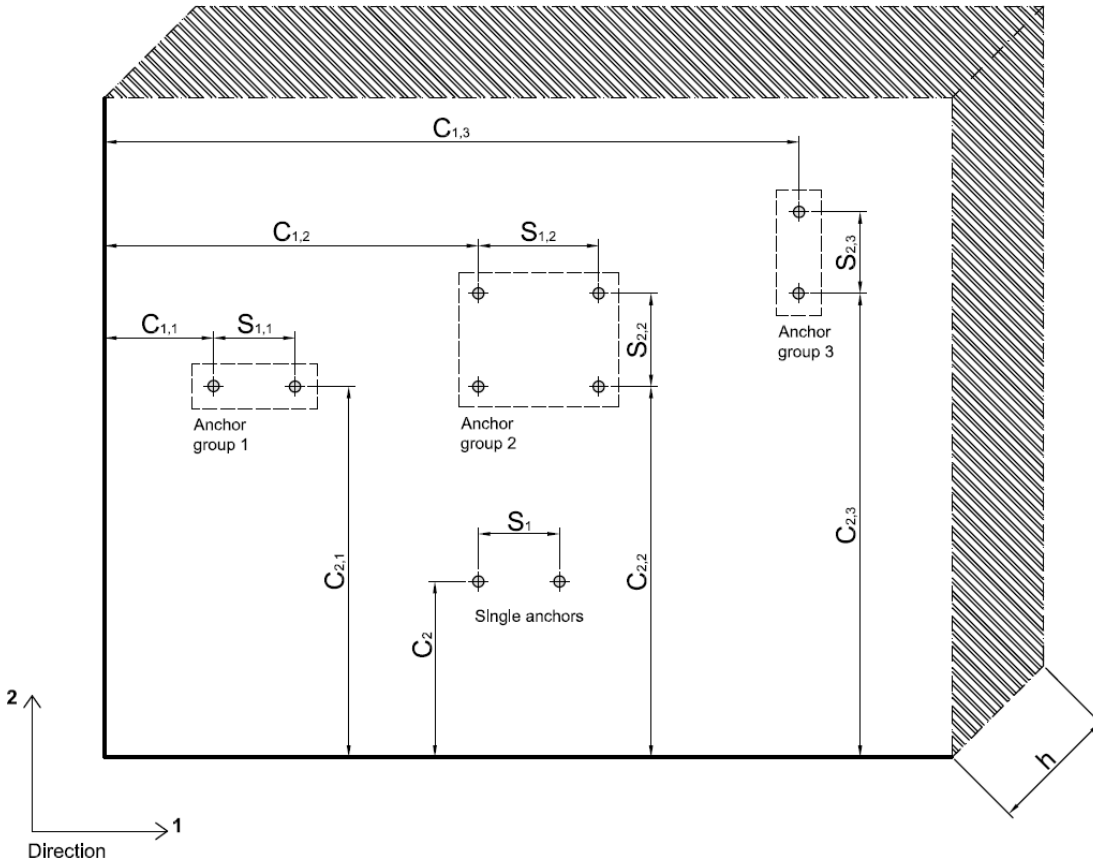 C1,3
C1,2
S1,2
S2,3
C1,1
S1,1
S2,2
Anchor
group 3
Anchor
group 1
Anchor
group 2
S1
C2,1
C2,2
C2,3
SIngle anchors
C2
2
h
1
Direction